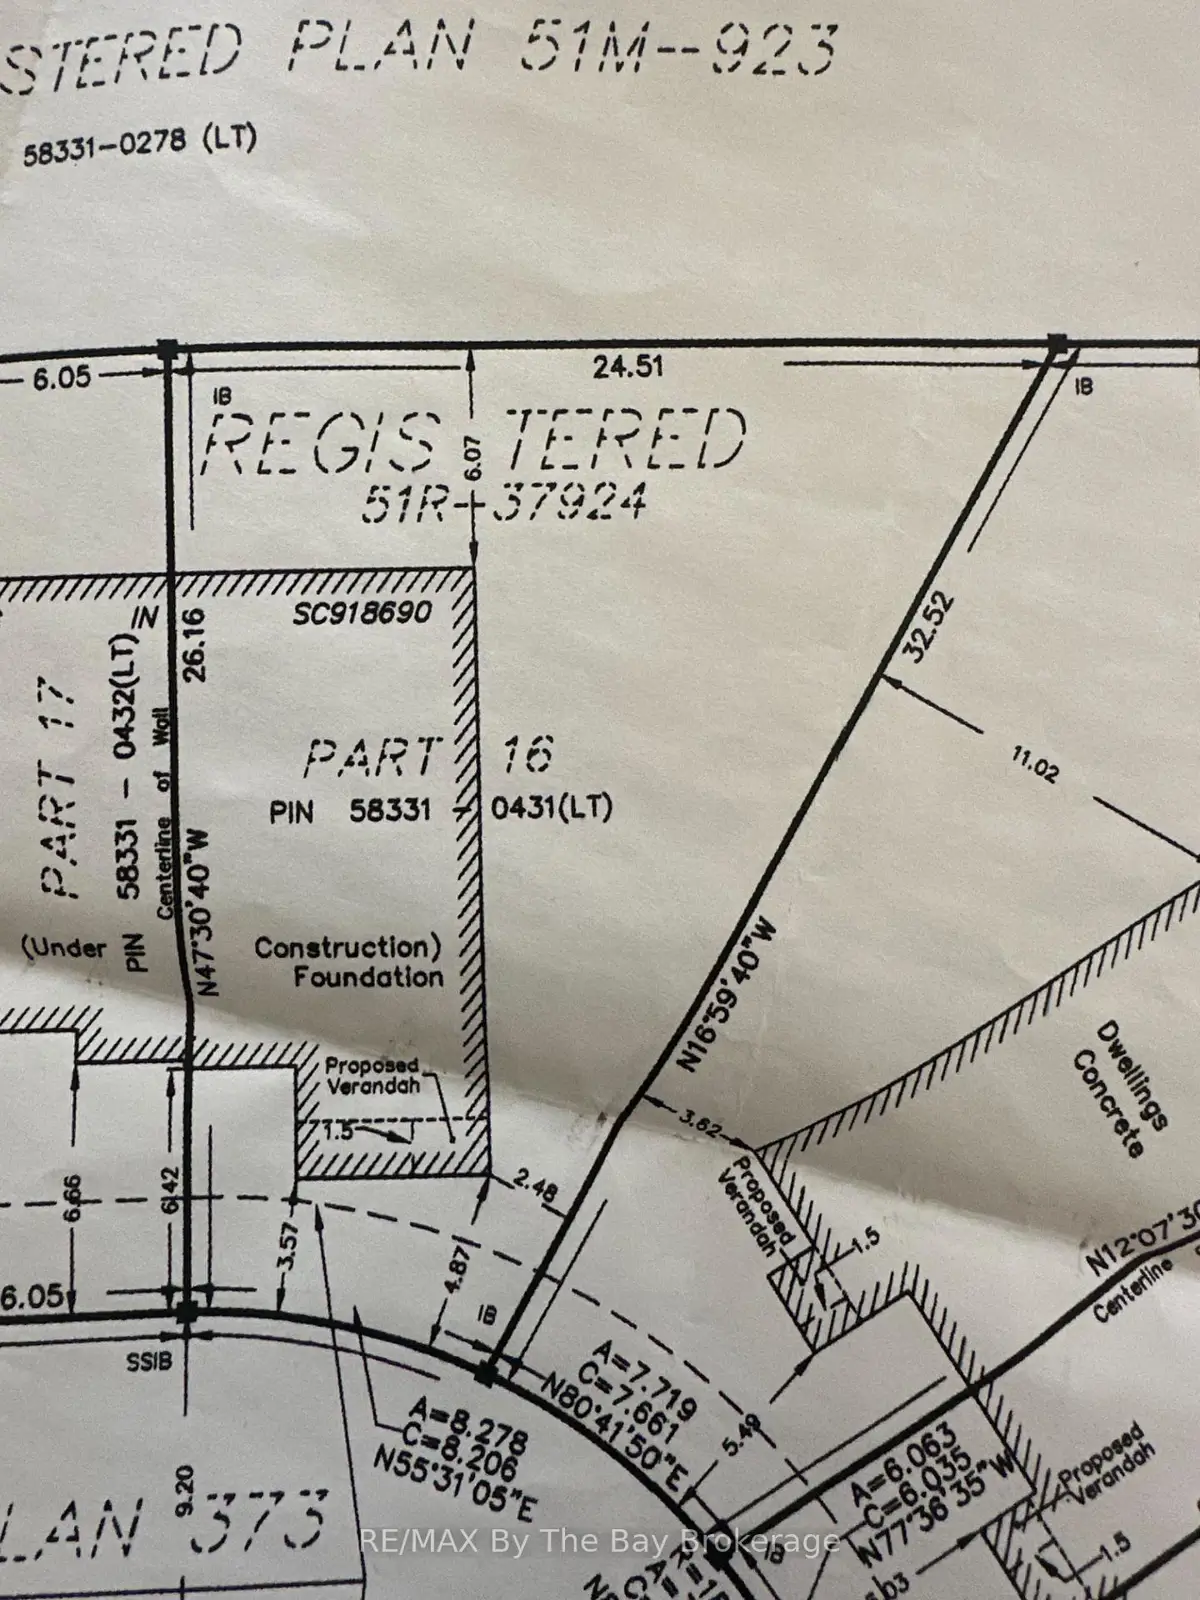 STERED PLAN 51M-923
58331-0278 (LT)
6.05
24.51
IB
IB
REGISTERED
6.07
51R-37924
IN
26.16
SC918690
32.52
PART 17
PIN 58331 - 0432(LT)
Centerline of Wall
N47°30'40"W
PART 16
PIN 58331 - 0431(LT)
11.02
(Under Construction)
Foundation
N16°59'40"W
Dwellings
Concrete
Proposed
Verandah
1.5
3.62
2.48
6.66
6.42
3.57
4.87
Proposed
Verandah
1.5
N12°07'30
Centerline
6.05
IB
SSIB
A=7.719
C=7.661
N80°41'50"E
A=8.278
C=8.206
N55°31'05"E
5.49
A=6.063
C=6.035
N77°36'35"W
Proposed
Verandah
1.5
9.20
LAN 373
IB
RE/MAX By The Bay Brokerage